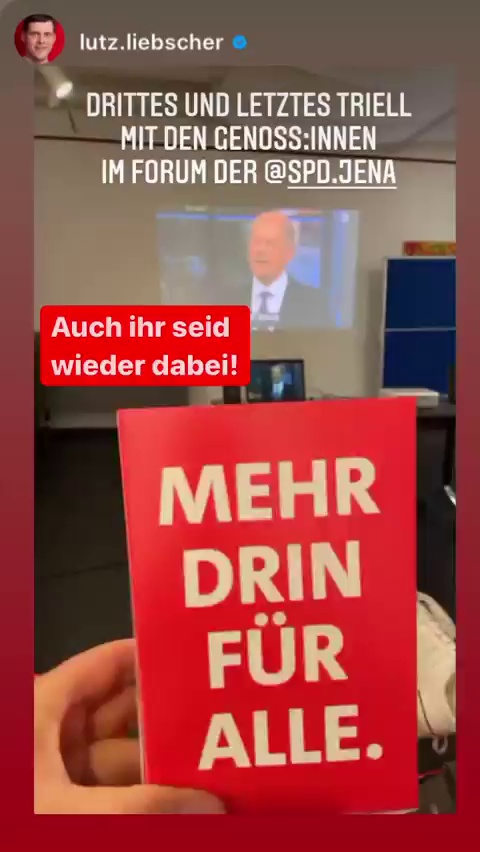 lutz.liebscher
DRITTES UND LETZTES TRIELL
MIT DEN GENOSS:INNEN
IM FORUM DER @SPD.JENA
Auch ihr seid
wieder dabei!
MEHR
DRIN
FÜR
ALLE.